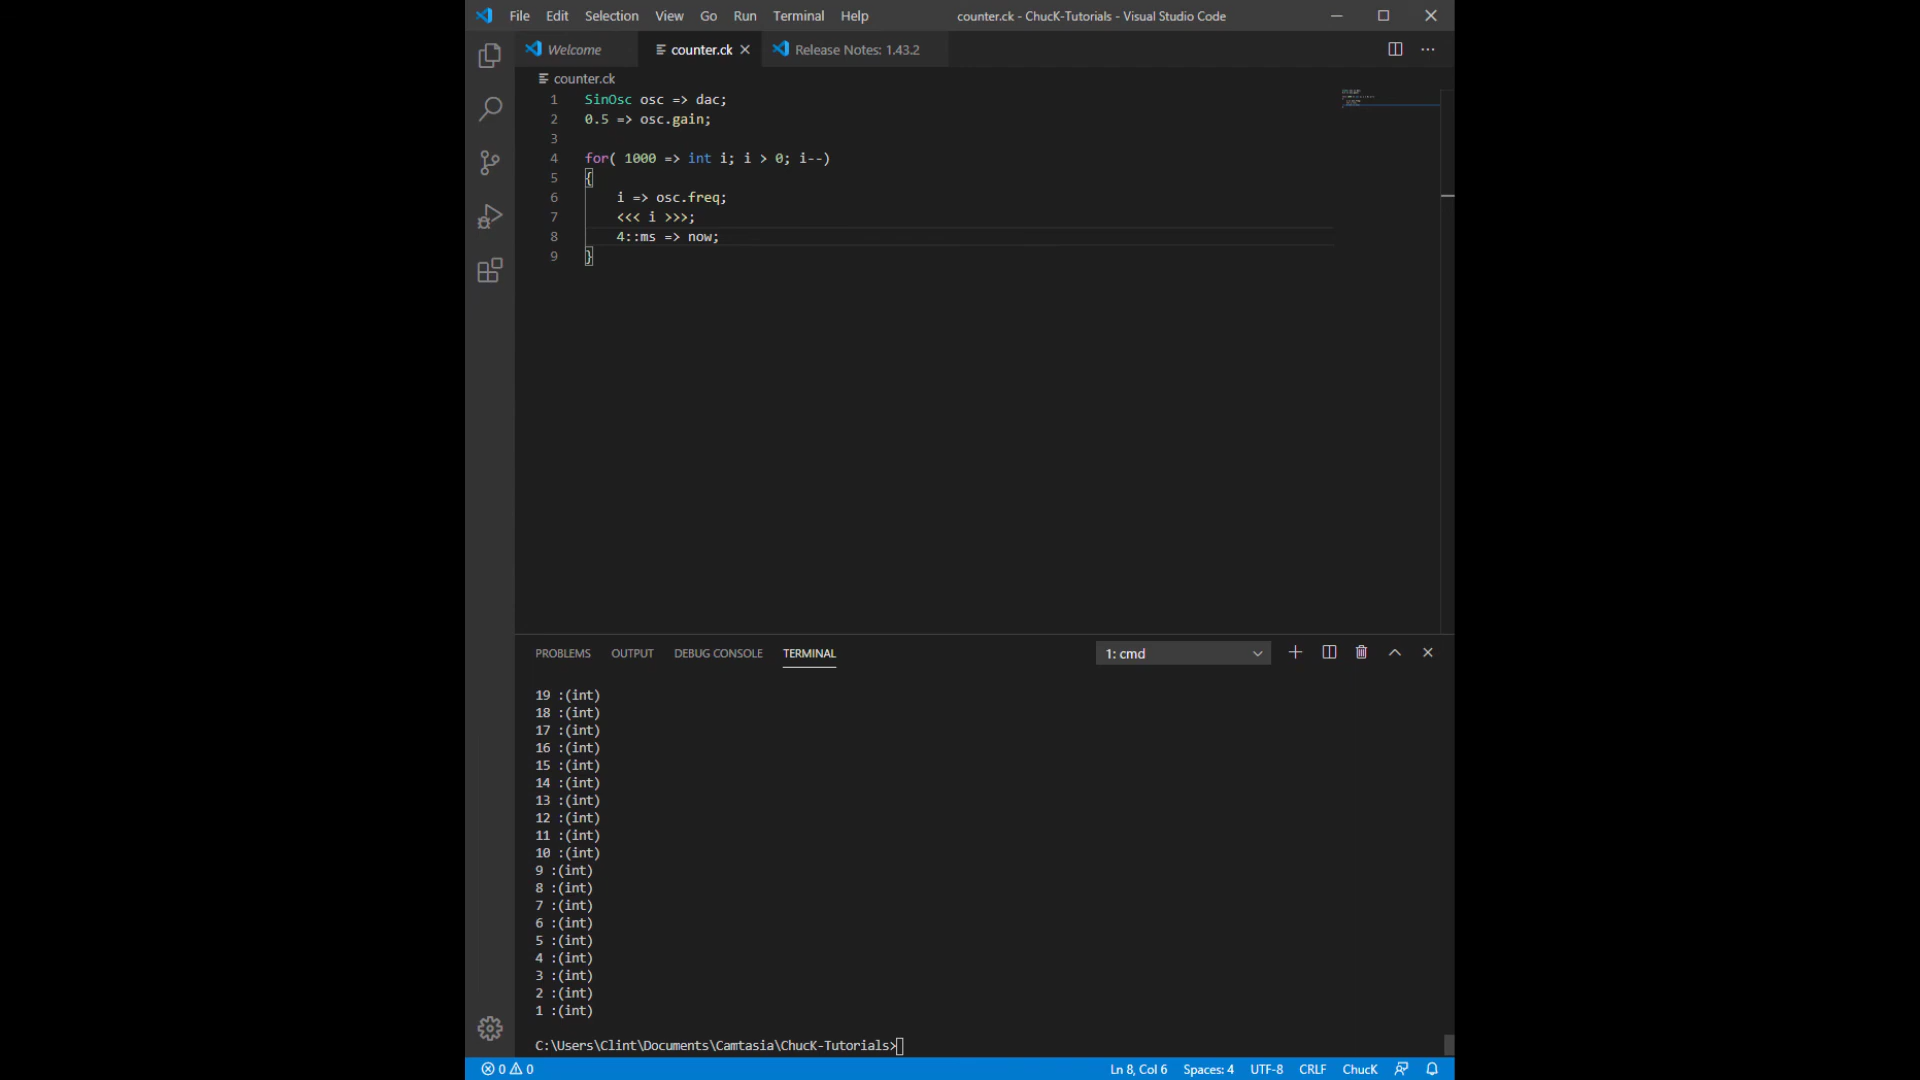 File Edit Selection View Go Run Terminal Help counter.ck - ChucK-Tutorials - Visual Studio Code
Welcome counter.ck Release Notes: 1.43.2
counter.ck
1 SinOsc osc => dac;
2 0.5 => osc.gain;
3
4 for( 1000 => int i; i > 0; i--)
5 {
6 i => osc.freq;
7 <<< i >>>;
8 4::ms => now;
9 }
PROBLEMS OUTPUT DEBUG CONSOLE TERMINAL 1: cmd
19 :(int)
18 :(int)
17 :(int)
16 :(int)
15 :(int)
14 :(int)
13 :(int)
12 :(int)
11 :(int)
10 :(int)
9 :(int)
8 :(int)
7 :(int)
6 :(int)
5 :(int)
4 :(int)
3 :(int)
2 :(int)
1 :(int)
C:\Users\Clint\Documents\Camtasia\ChucK-Tutorials>
0 0 Ln 8, Col 6 Spaces: 4 UTF-8 CRLF ChucK